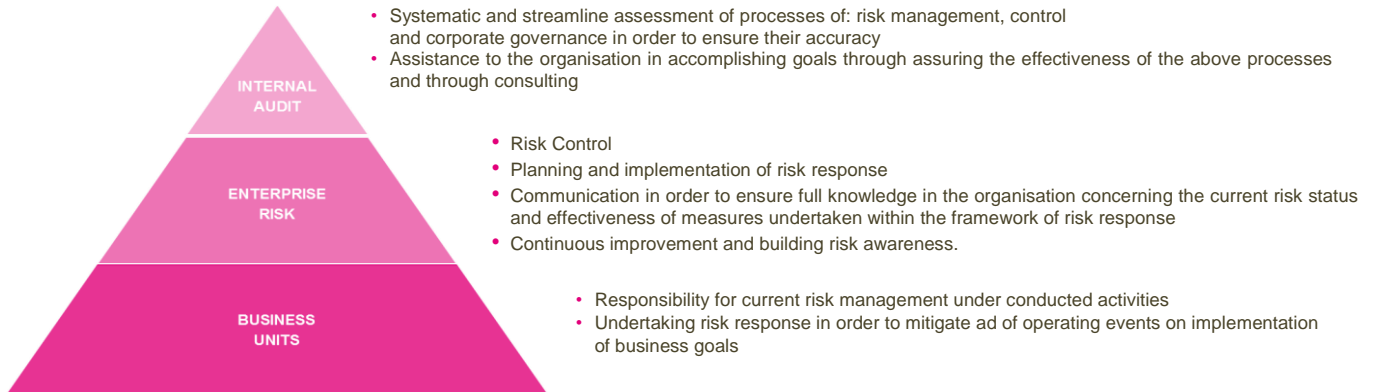 • Systematic and streamline assessment of processes of: risk management, control
and corporate governance in order to ensure their accuracy
• Assistance to the organisation in accomplishing goals through assuring the effectiveness of the above processes
and through consulting
INTERNAL
AUDIT
• Risk Control
• Planning and implementation of risk response
• Communication in order to ensure full knowledge in the organisation concerning the current risk status
and effectiveness of measures undertaken within the framework of risk response
• Continuous improvement and building risk awareness.
ENTERPRISE
RISK
• Responsibility for current risk management under conducted activities
• Undertaking risk response in order to mitigate ad of operating events on implementation
of business goals
BUSINESS
UNITS